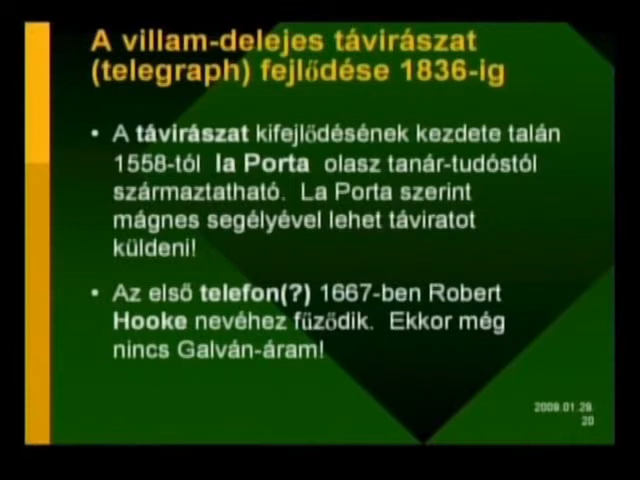 A villam-delejes távirászat
(telegraph) fejlődése 1836-ig
• A távirászat kifejlődésének kezdete talán
1558-tól la Porta olasz tanár-tudóstól
származtatható. La Porta szerint
mágnes segélyével lehet táviratot
küldeni!
• Az első telefon(?) 1667-ben Robert
Hooke nevéhez fűződik. Ekkor még
nincs Galván-áram!
2009.01.29.
20